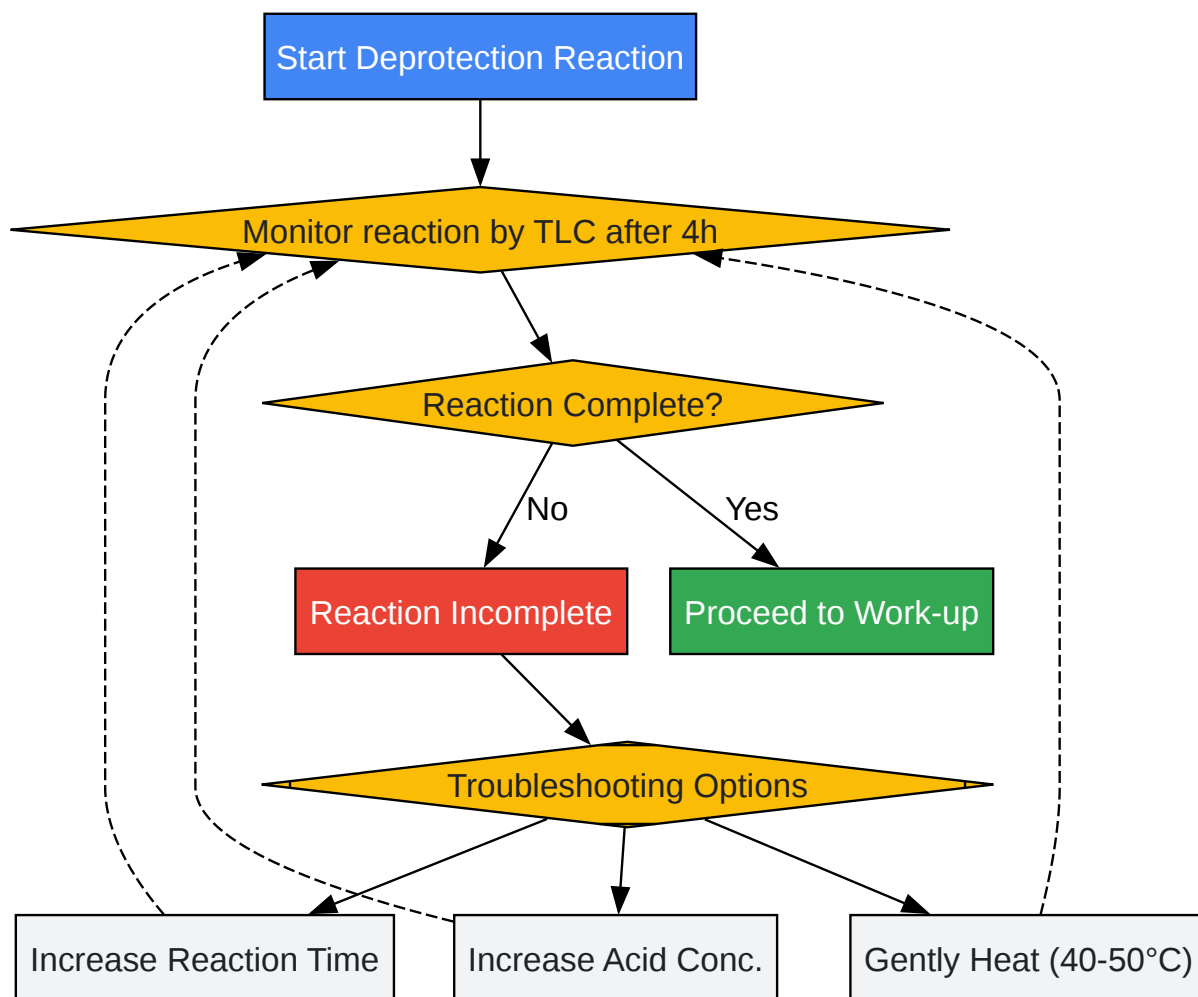 Start Deprotection Reaction
Monitor reaction by TLC after 4h
Reaction Complete?
No
Yes
Reaction Incomplete
Proceed to Work-up
Troubleshooting Options
Increase Reaction Time
Increase Acid Conc.
Gently Heat (40-50°C)